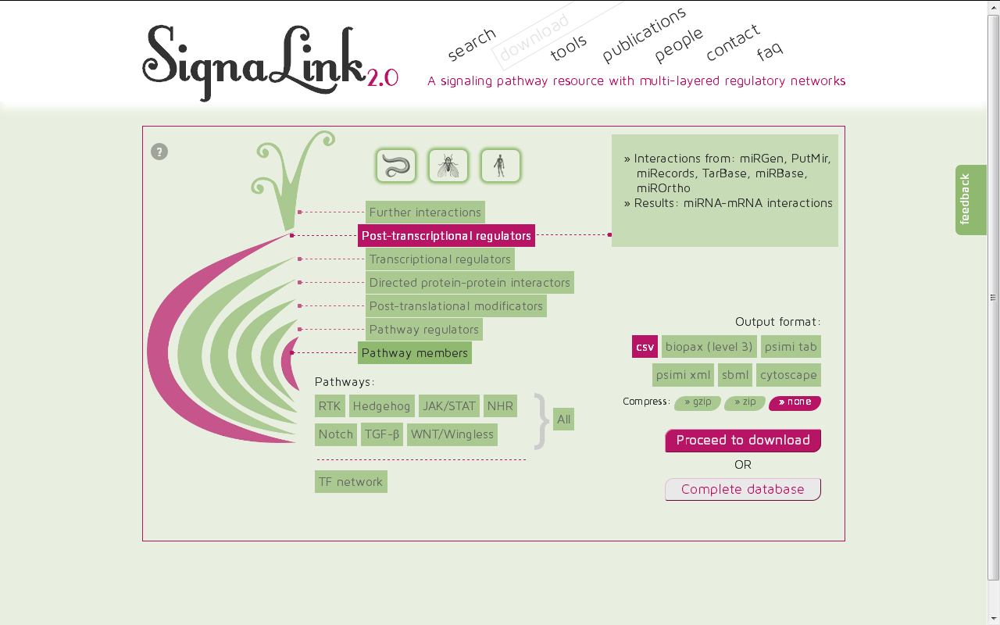 SignaLink 2.0
search
download
tools
publications
people
contact
faq
A signaling pathway resource with multi-layered regulatory networks
?
» Interactions from: miRGen, PutMir,
miRecords, TarBase, miRBase,
miROrtho
» Results: miRNA-mRNA interactions
feedback
Further interactions
Post-transcriptional regulators
Transcriptional regulators
Directed protein-protein interactors
Post-translational modificators
Pathway regulators
Pathway members
Pathways:
RTK Hedgehog JAK/STAT NHR
Notch TGF-β WNT/Wingless
} All
TF network
Output format:
csv biopax (level 3) psimi tab
psimi xml sbml cytoscape
Compress: » gzip » zip » none
Proceed to download
OR
Complete database